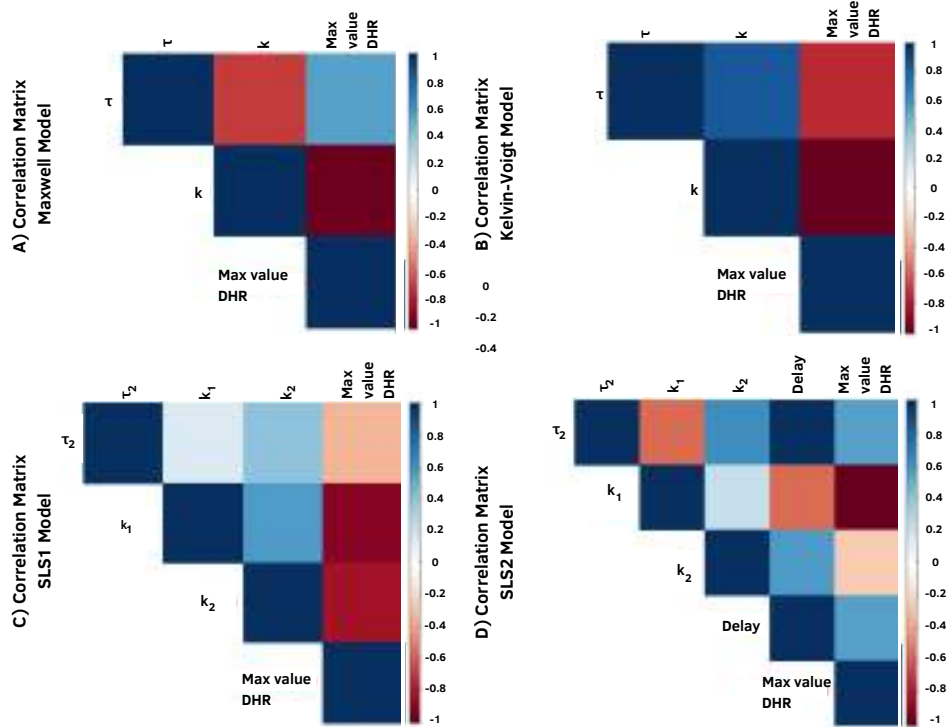 A) Correlation Matrix
Maxwell Model
τ
k
Max
value
DHR
τ
k
Max value
DHR
1
0.8
0.6
0.4
0.2
0
-0.2
-0.4
-0.6
-0.8
-1
B) Correlation Matrix
Kelvin-Voigt Model
τ
k
Max
value
DHR
τ
k
Max value
DHR
1
0.8
0.6
0.4
0.2
0
-0.2
-0.4
-0.6
-0.8
-1
0
-0.2
-0.4
C) Correlation Matrix
SLS1 Model
τ2
k1
k2
Max
value
DHR
τ2
k1
k2
Max value
DHR
1
0.8
0.6
0.4
0.2
0
-0.2
-0.4
-0.6
-0.8
-1
D) Correlation Matrix
SLS2 Model
τ2
k1
k2
Delay
Max
value
DHR
τ2
k1
k2
Delay
Max value
DHR
1
0.8
0.6
0.4
0.2
0
-0.2
-0.4
-0.6
-0.8
-1